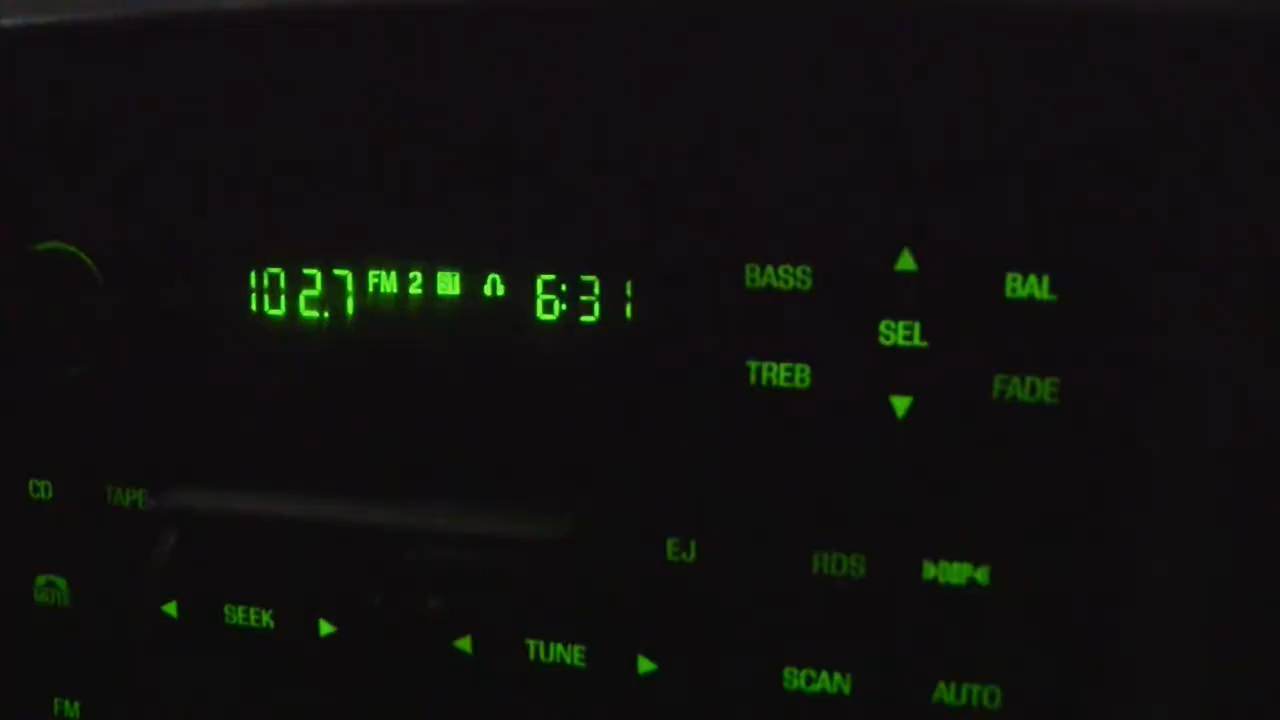 102.7 FM 2 ST 6:31
BASS BAL
SEL
TREB FADE
CD TAPE
EJ RDS
SEEK TUNE SCAN AUTO
FM